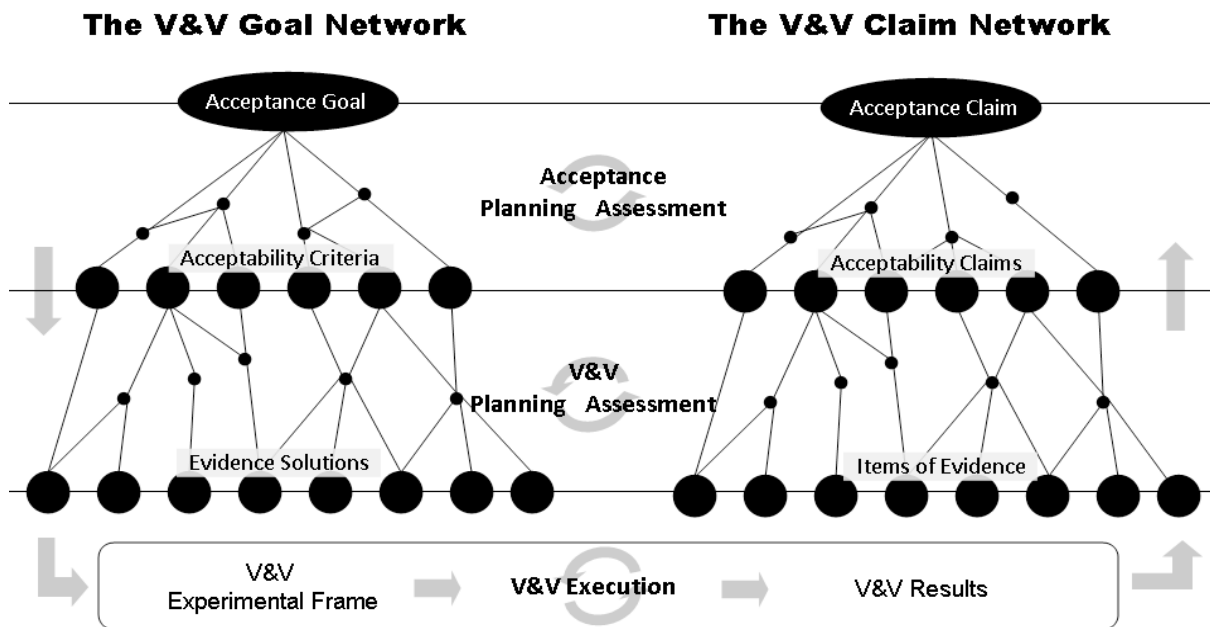 The V&V Goal Network
The V&V Claim Network
Acceptance Goal
Acceptance Claim
Acceptance
Planning Assessment
Acceptability Criteria
Acceptability Claims
V&V
Planning Assessment
Evidence Solutions
Items of Evidence
V&V
Experimental Frame
V&V Execution
V&V Results